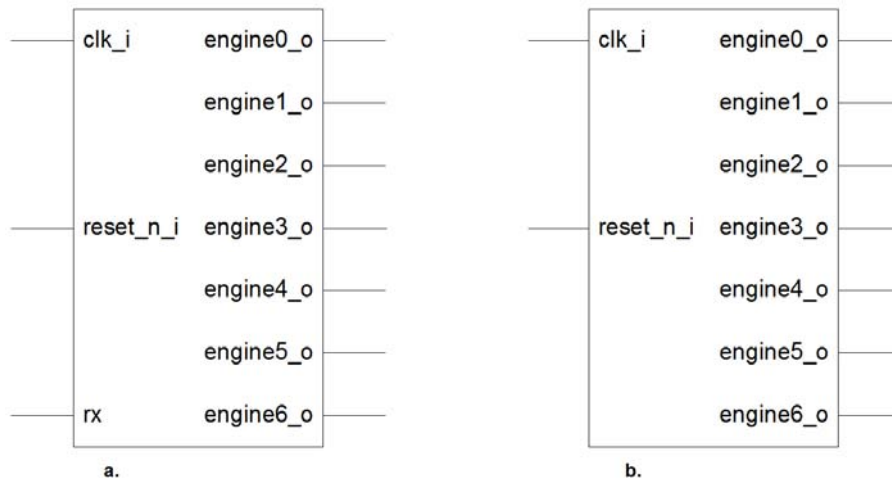 clk_i engine0_o clk_i engine0_o
engine1_o engine1_o
engine2_o engine2_o
reset_n_i engine3_o reset_n_i engine3_o
engine4_o engine4_o
engine5_o engine5_o
rx engine6_o engine6_o
a. b.